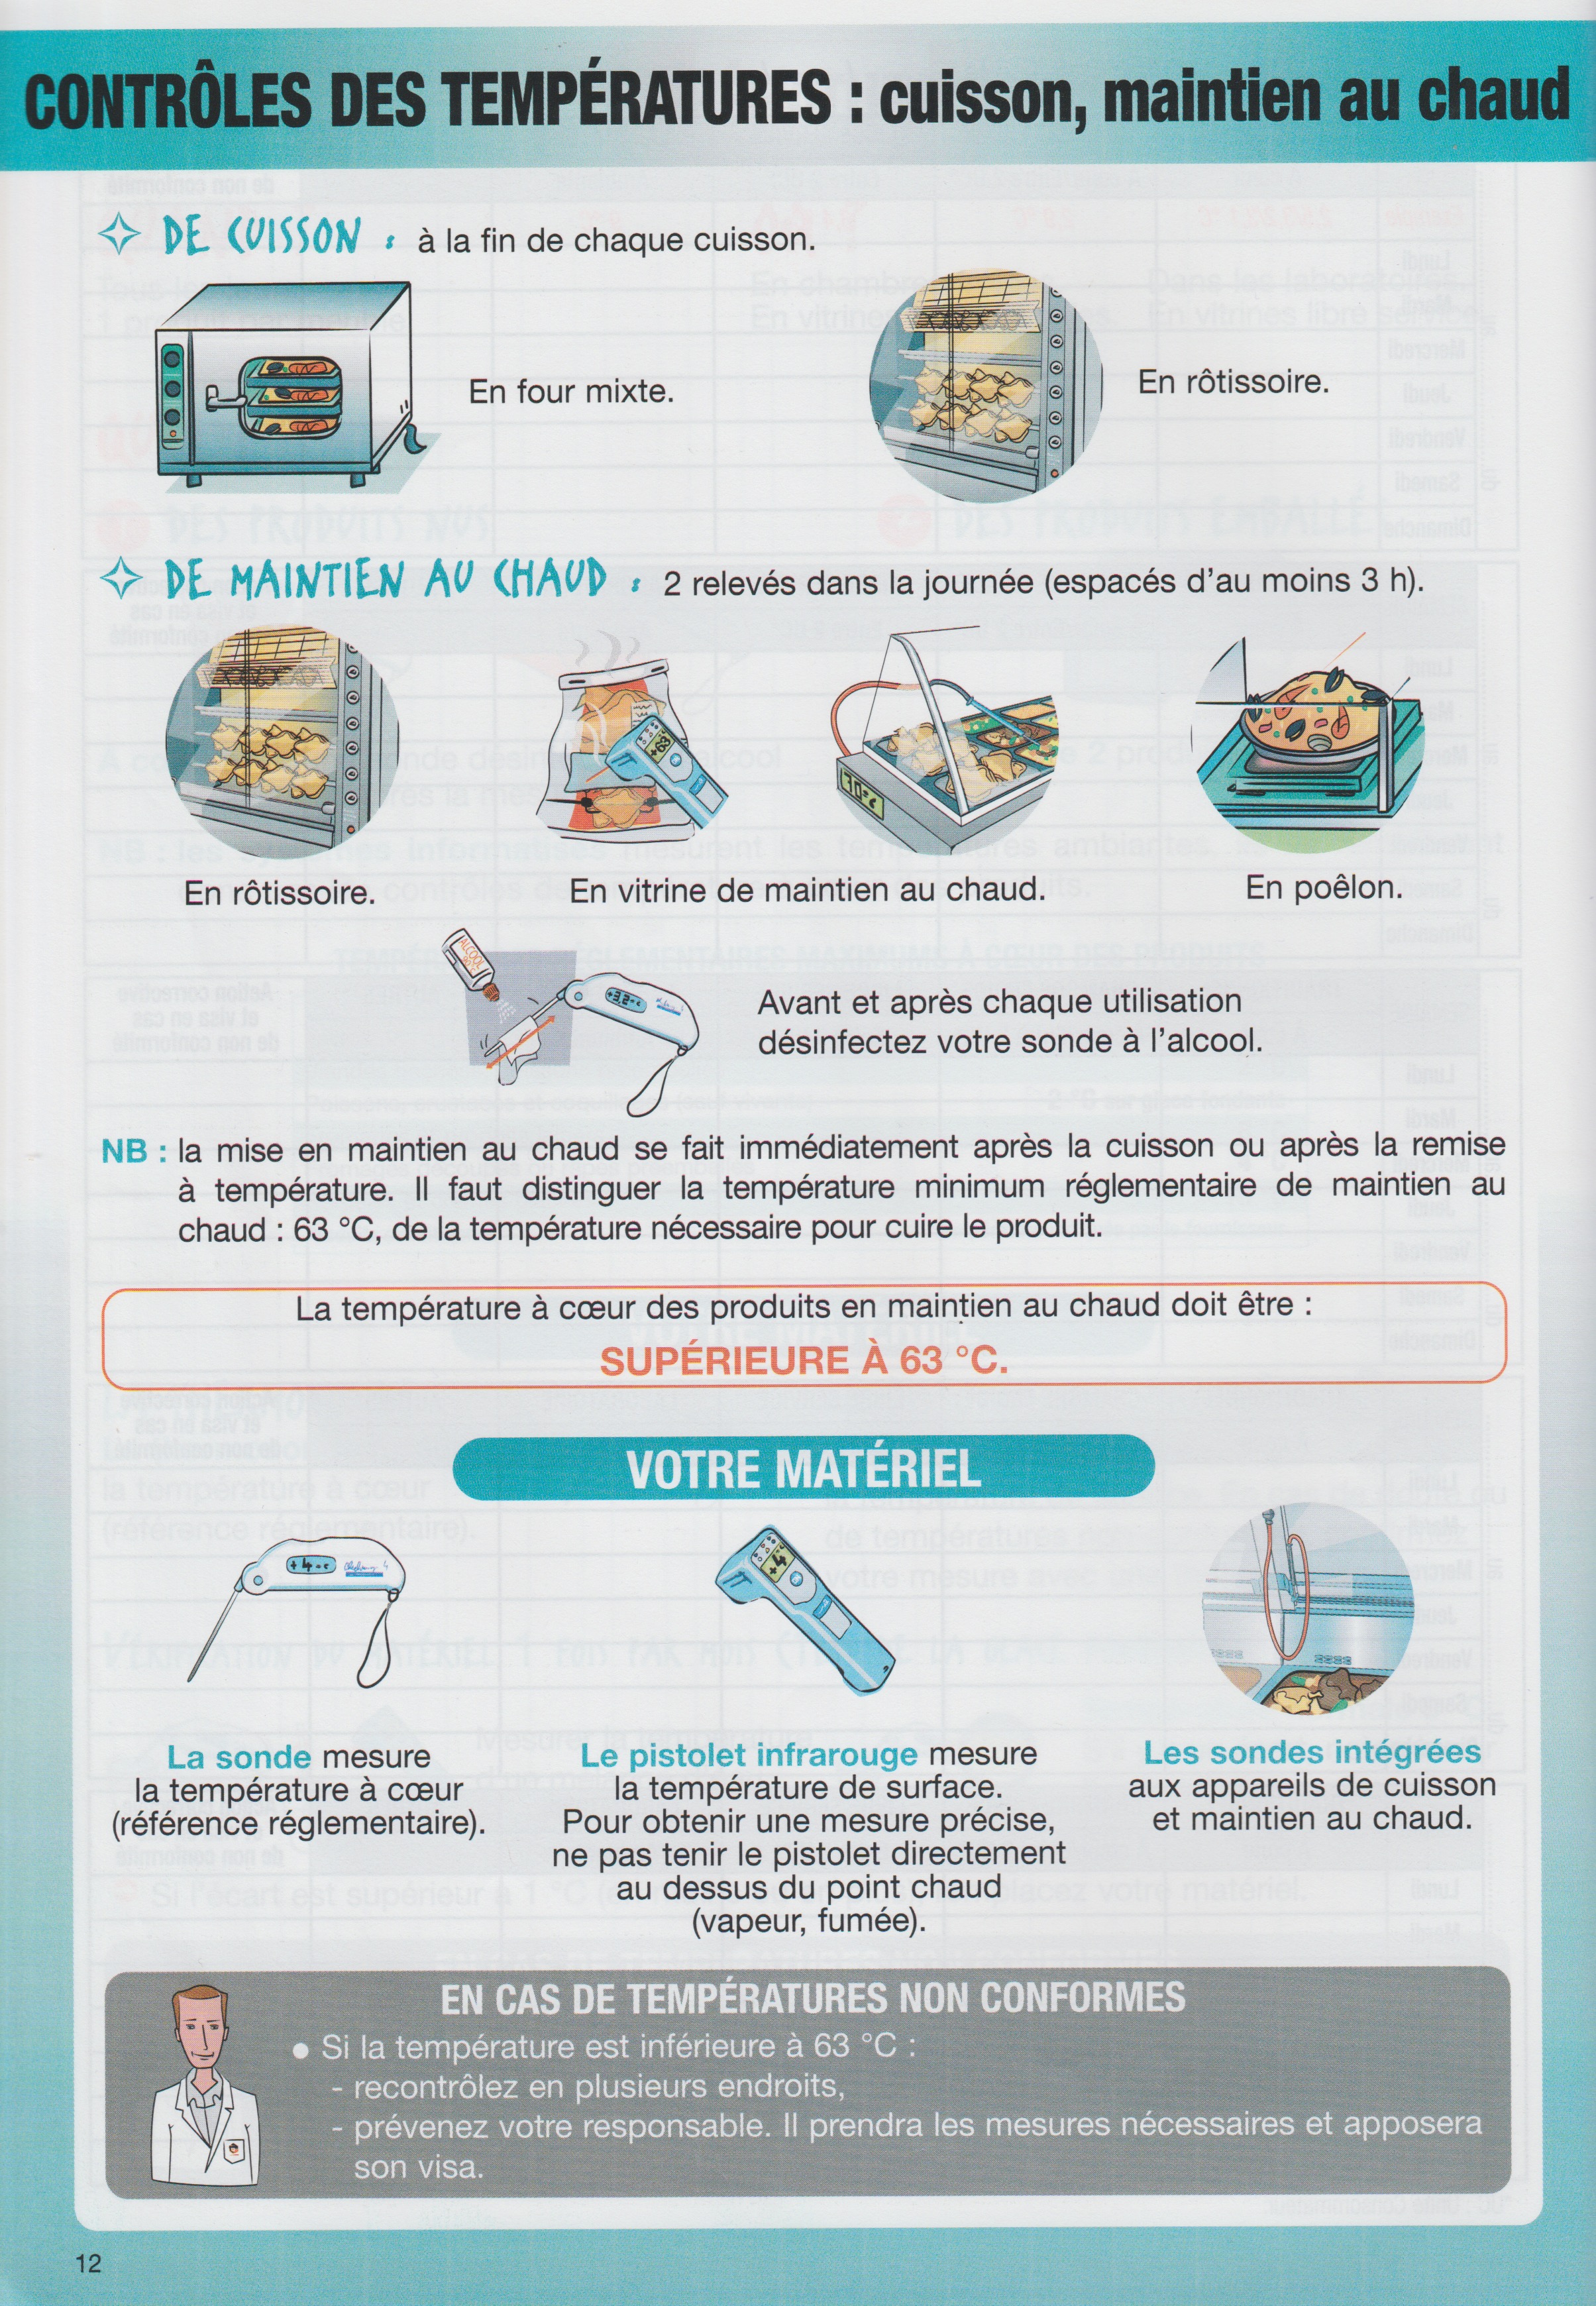 CONTRÔLES DES TEMPÉRATURES : cuisson, maintien au chaud
DE CUISSON : à la fin de chaque cuisson.
En four mixte.
En rôtissoire.
DE MAINTIEN AU CHAUD : 2 relevés dans la journée (espacés d'au moins 3 h).
+63
70°C
En rôtissoire.
En vitrine de maintien au chaud.
En poêlon.
ALCOOL
+3,2°C
Avant et après chaque utilisation
désinfectez votre sonde à l'alcool.
NB : la mise en maintien au chaud se fait immédiatement après la cuisson ou après la remise
à température. Il faut distinguer la température minimum réglementaire de maintien au
chaud : 63 °C, de la température nécessaire pour cuire le produit.
La température à cœur des produits en maintien au chaud doit être :
SUPÉRIEURE À 63 °C.
VOTRE MATÉRIEL
+4°C
+4
La sonde mesure
la température à cœur
(référence réglementaire).
Le pistolet infrarouge mesure
la température de surface.
Pour obtenir une mesure précise,
ne pas tenir le pistolet directement
au dessus du point chaud
(vapeur, fumée).
Les sondes intégrées
aux appareils de cuisson
et maintien au chaud.
EN CAS DE TEMPÉRATURES NON CONFORMES
● Si la température est inférieure à 63 °C :
- recontrôlez en plusieurs endroits,
- prévenez votre responsable. Il prendra les mesures nécessaires et apposera
son visa.
12